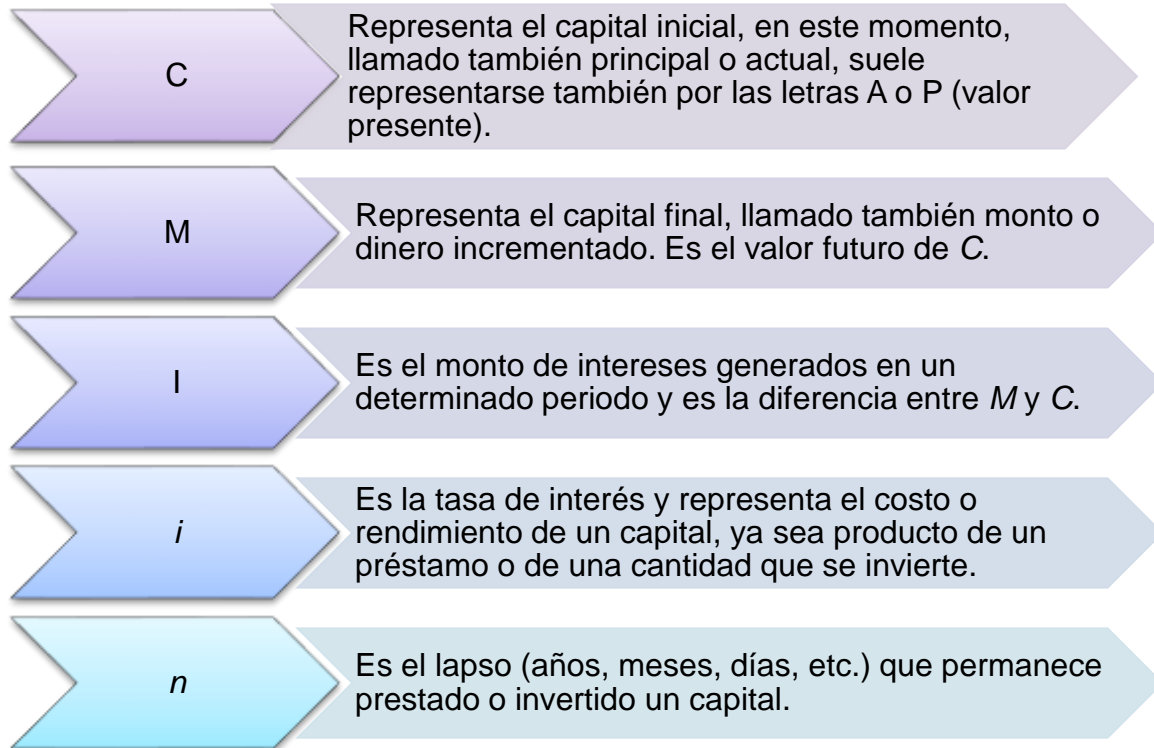 C
Representa el capital inicial, en este momento,
llamado también principal o actual, suele
representarse también por las letras A o P (valor
presente).
M
Representa el capital final, llamado también monto o
dinero incrementado. Es el valor futuro de C.
I
Es el monto de intereses generados en un
determinado periodo y es la diferencia entre M y C.
i
Es la tasa de interés y representa el costo o
rendimiento de un capital, ya sea producto de un
préstamo o de una cantidad que se invierte.
n
Es el lapso (años, meses, días, etc.) que permanece
prestado o invertido un capital.